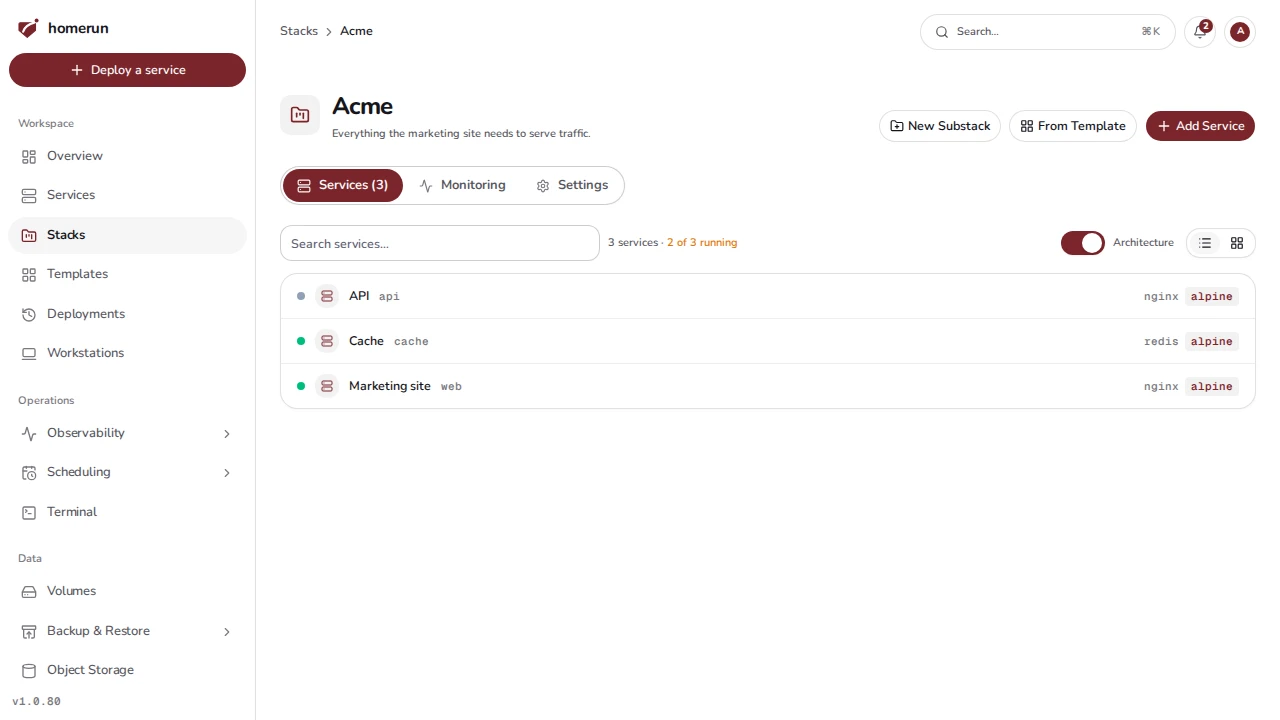 homerun
Deploy a service
Workspace
Overview
Services
Stacks
Templates
Deployments
Workstations
Operations
Observability
Scheduling
Terminal
Data
Volumes
Backup & Restore
Object Storage
v1.0.80
Stacks > Acme
Search... ⌘K
2
A
Acme
Everything the marketing site needs to serve traffic.
New Substack
From Template
Add Service
Services (3)
Monitoring
Settings
Search services...
3 services · 2 of 3 running
Architecture
API api nginx alpine
Cache cache redis alpine
Marketing site web nginx alpine